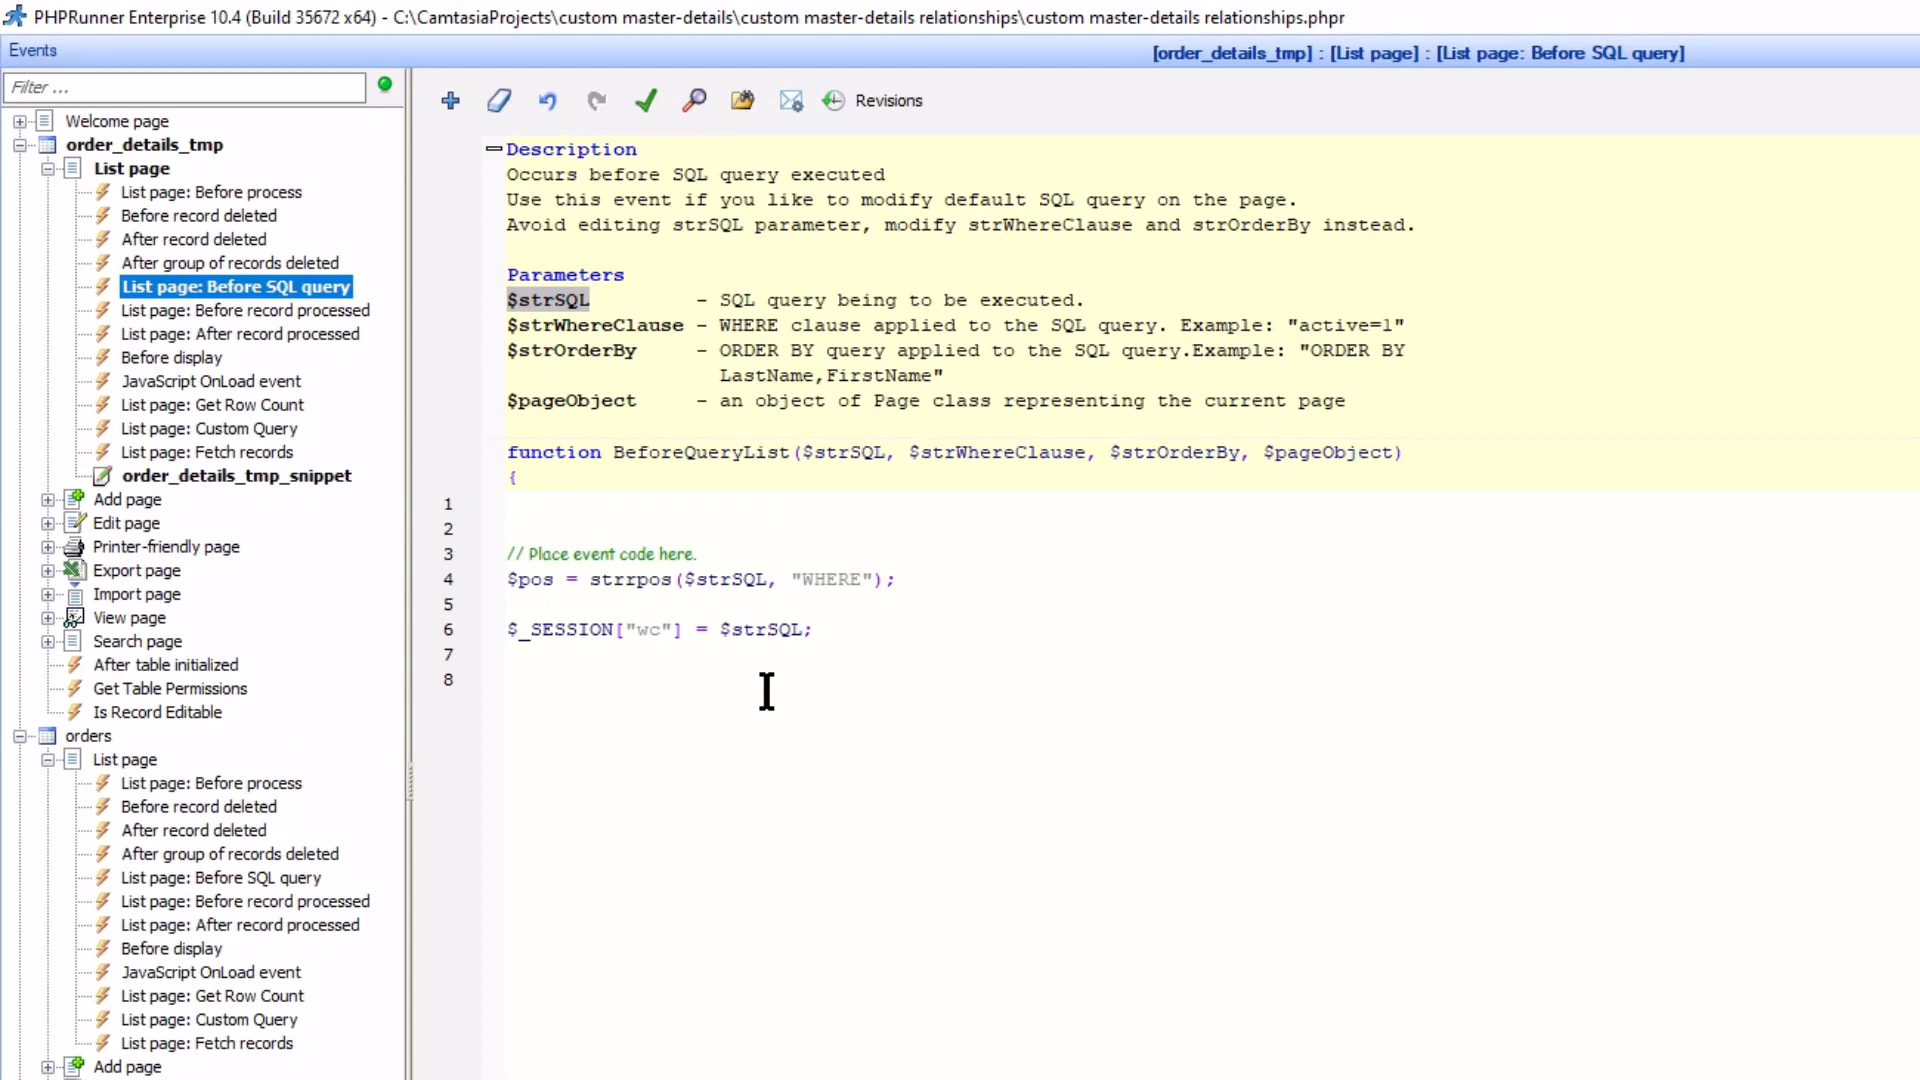 PHPRunner Enterprise 10.4 (Build 35672 x64) - C:\CamtasiaProjects\custom master-details\custom master-details relationships\custom master-details relationships.phpr
Events
[order_details_tmp] : [List page] : [List page: Before SQL query]
Filter ...
Revisions
Welcome page
order_details_tmp
List page
List page: Before process
Before record deleted
After record deleted
After group of records deleted
List page: Before SQL query
List page: Before record processed
List page: After record processed
Before display
JavaScript OnLoad event
List page: Get Row Count
List page: Custom Query
List page: Fetch records
order_details_tmp_snippet
Add page
Edit page
Printer-friendly page
Export page
Import page
View page
Search page
After table initialized
Get Table Permissions
Is Record Editable
orders
List page
List page: Before process
Before record deleted
After record deleted
After group of records deleted
List page: Before SQL query
List page: Before record processed
List page: After record processed
Before display
JavaScript OnLoad event
List page: Get Row Count
List page: Custom Query
List page: Fetch records
Add page
Description
Occurs before SQL query executed
Use this event if you like to modify default SQL query on the page.
Avoid editing strSQL parameter, modify strWhereClause and strOrderBy instead.
Parameters
$strSQL - SQL query being to be executed.
$strWhereClause - WHERE clause applied to the SQL query. Example: "active=1"
$strOrderBy - ORDER BY query applied to the SQL query.Example: "ORDER BY
LastName,FirstName"
$pageObject - an object of Page class representing the current page
function BeforeQueryList($strSQL, $strWhereClause, $strOrderBy, $pageObject)
{
1
2
3 // Place event code here.
4 $pos = strrpos($strSQL, "WHERE");
5
6 $_SESSION["wc"] = $strSQL;
7
8